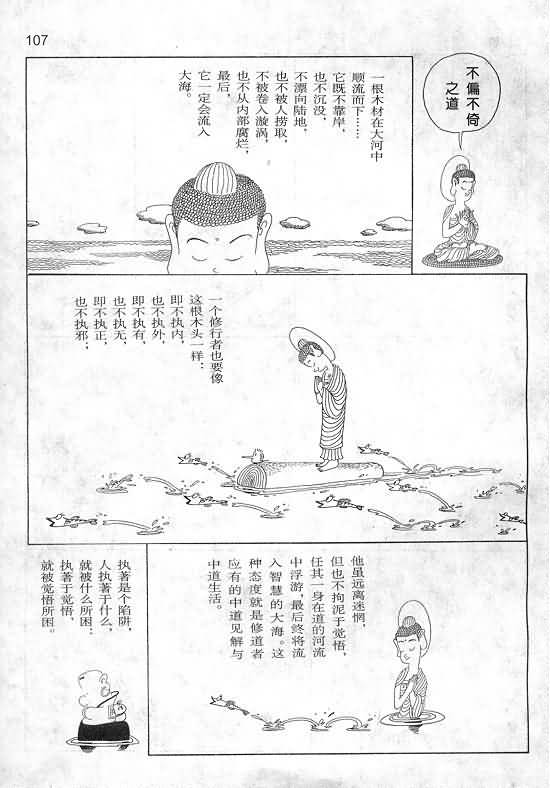 107
不偏不倚
之道
一根木材在大河中
顺流而下……
它既不靠岸，
也不沉没，
不漂向陆地，
也不被人捞取，
不被卷入漩涡，
也不从内部腐烂，
最后，
它一定会流入
大海。
一个修行者也要像
这根木头一样：
即不执内，
也不执外，
即不执有，
也不执无，
即不执正，
也不执邪；
他虽远离迷惘，
但也不拘泥于觉悟，
任其一身在道的河流
中浮游，最后终将流
入智慧的大海。这
种态度就是修道者
应有的中道见解与
中道生活。
执著是个陷阱，
人执著于什么，
就被什么所困：
执著于觉悟，
就被觉悟所困。